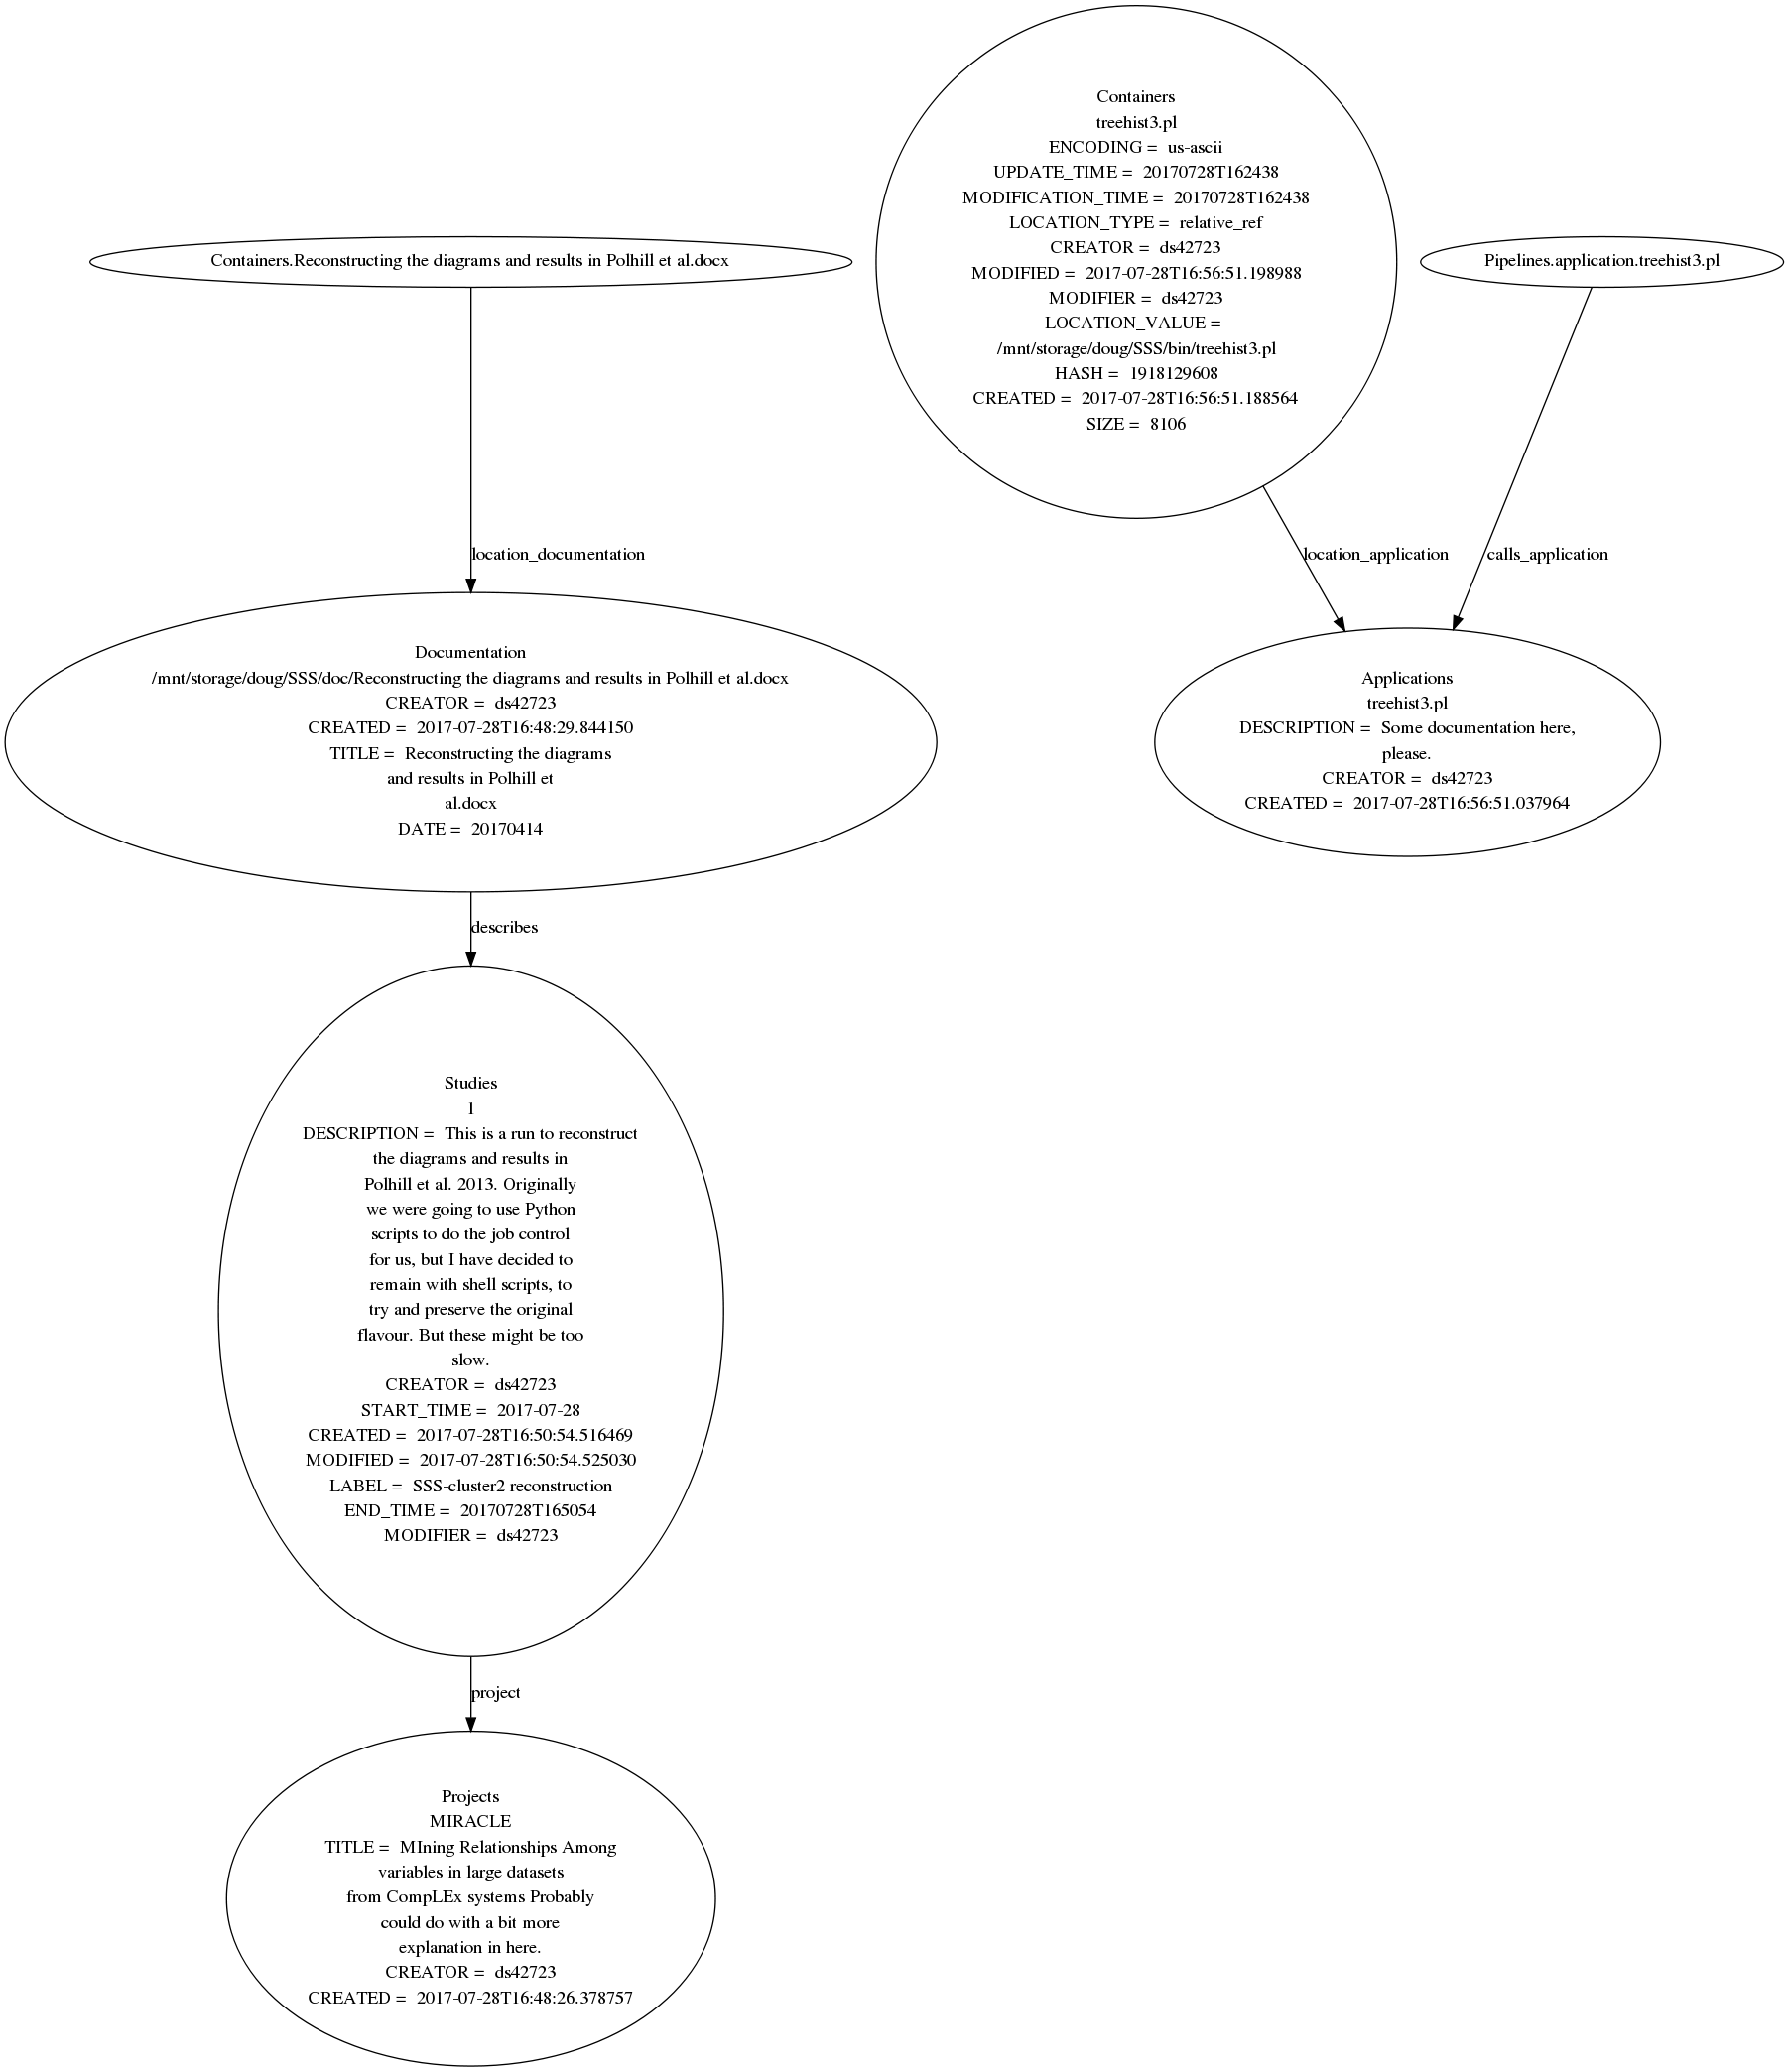 Containers
treehist3.pl
ENCODING =  us-ascii
UPDATE_TIME =  20170728T162438
MODIFICATION_TIME =  20170728T162438
LOCATION_TYPE =  relative_ref
CREATOR =  ds42723
MODIFIED =  2017-07-28T16:56:51.198988
MODIFIER =  ds42723
LOCATION_VALUE =
/mnt/storage/doug/SSS/bin/treehist3.pl
HASH =  1918129608
CREATED =  2017-07-28T16:56:51.188564
SIZE =  8106
Containers.Reconstructing the diagrams and results in Polhill et al.docx
Pipelines.application.treehist3.pl
location_documentation
location_application
calls_application
Documentation
/mnt/storage/doug/SSS/doc/Reconstructing the diagrams and results in Polhill et al.docx
CREATOR =  ds42723
CREATED =  2017-07-28T16:48:29.844150
TITLE =  Reconstructing the diagrams
and results in Polhill et
al.docx
DATE =  20170414
Applications
treehist3.pl
DESCRIPTION =  Some documentation here,
please.
CREATOR =  ds42723
CREATED =  2017-07-28T16:56:51.037964
describes
Studies
1
DESCRIPTION =  This is a run to reconstruct
the diagrams and results in
Polhill et al. 2013. Originally
we were going to use Python
scripts to do the job control
for us, but I have decided to
remain with shell scripts, to
try and preserve the original
flavour. But these might be too
slow.
CREATOR =  ds42723
START_TIME =  2017-07-28
CREATED =  2017-07-28T16:50:54.516469
MODIFIED =  2017-07-28T16:50:54.525030
LABEL =  SSS-cluster2 reconstruction
END_TIME =  20170728T165054
MODIFIER =  ds42723
project
Projects
MIRACLE
TITLE =  MIning Relationships Among
variables in large datasets
from CompLEx systems Probably
could do with a bit more
explanation in here.
CREATOR =  ds42723
CREATED =  2017-07-28T16:48:26.378757